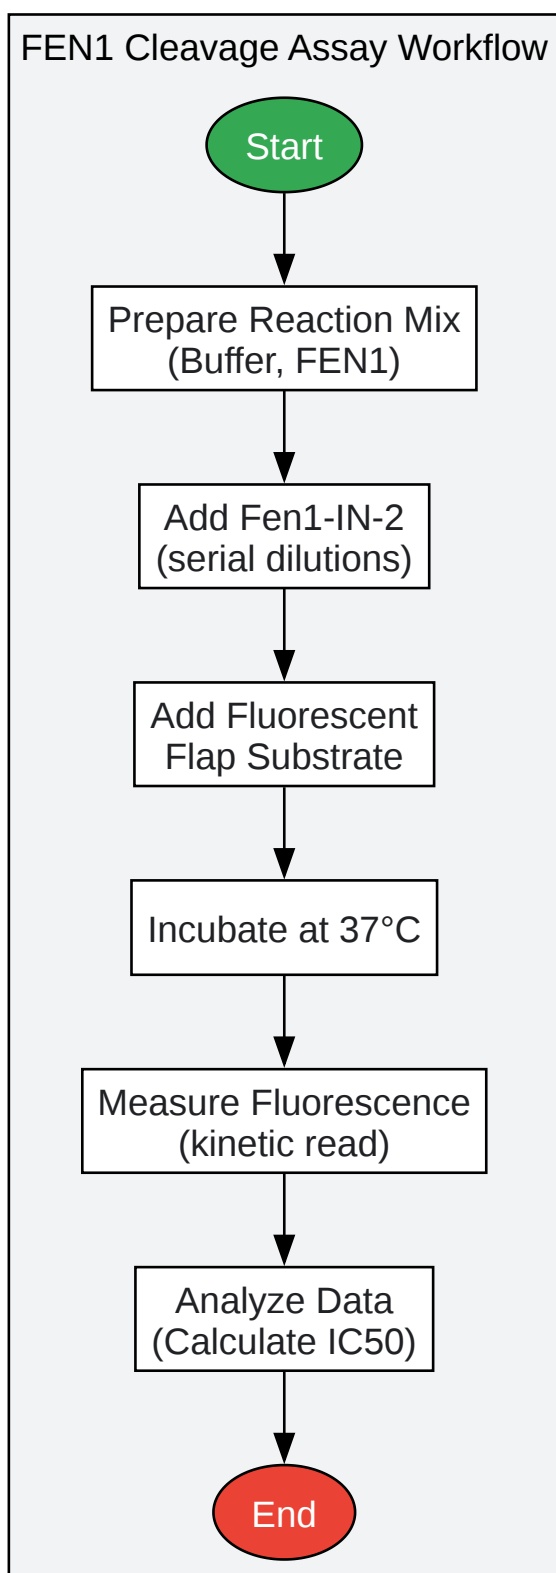 FEN1 Cleavage Assay Workflow
Start
Prepare Reaction Mix
(Buffer, FEN1)
Add Fen1-IN-2
(serial dilutions)
Add Fluorescent
Flap Substrate
Incubate at 37°C
Measure Fluorescence
(kinetic read)
Analyze Data
(Calculate IC50)
End